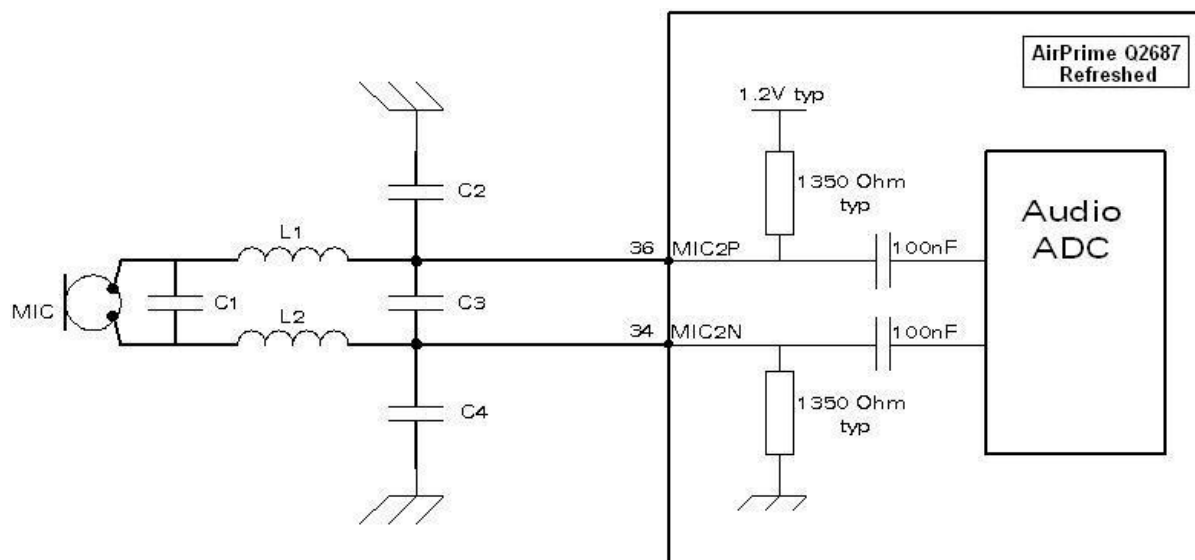 AirPrime Q2687
Refreshed
1.2V typ
1350 Ohm
typ
C2
Audio
ADC
L1
36
MIC2P
100nF
MIC
C1
C3
L2
34
MIC2N
100nF
1350 Ohm
typ
C4